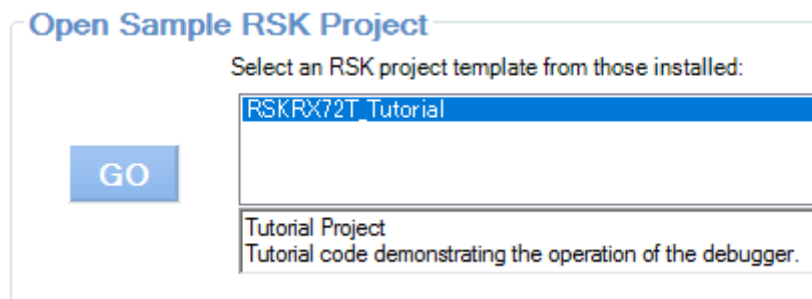 Open Sample RSK Project
Select an RSK project template from those installed:
RSKRX72T_Tutorial
GO
Tutorial Project
Tutorial code demonstrating the operation of the debugger.